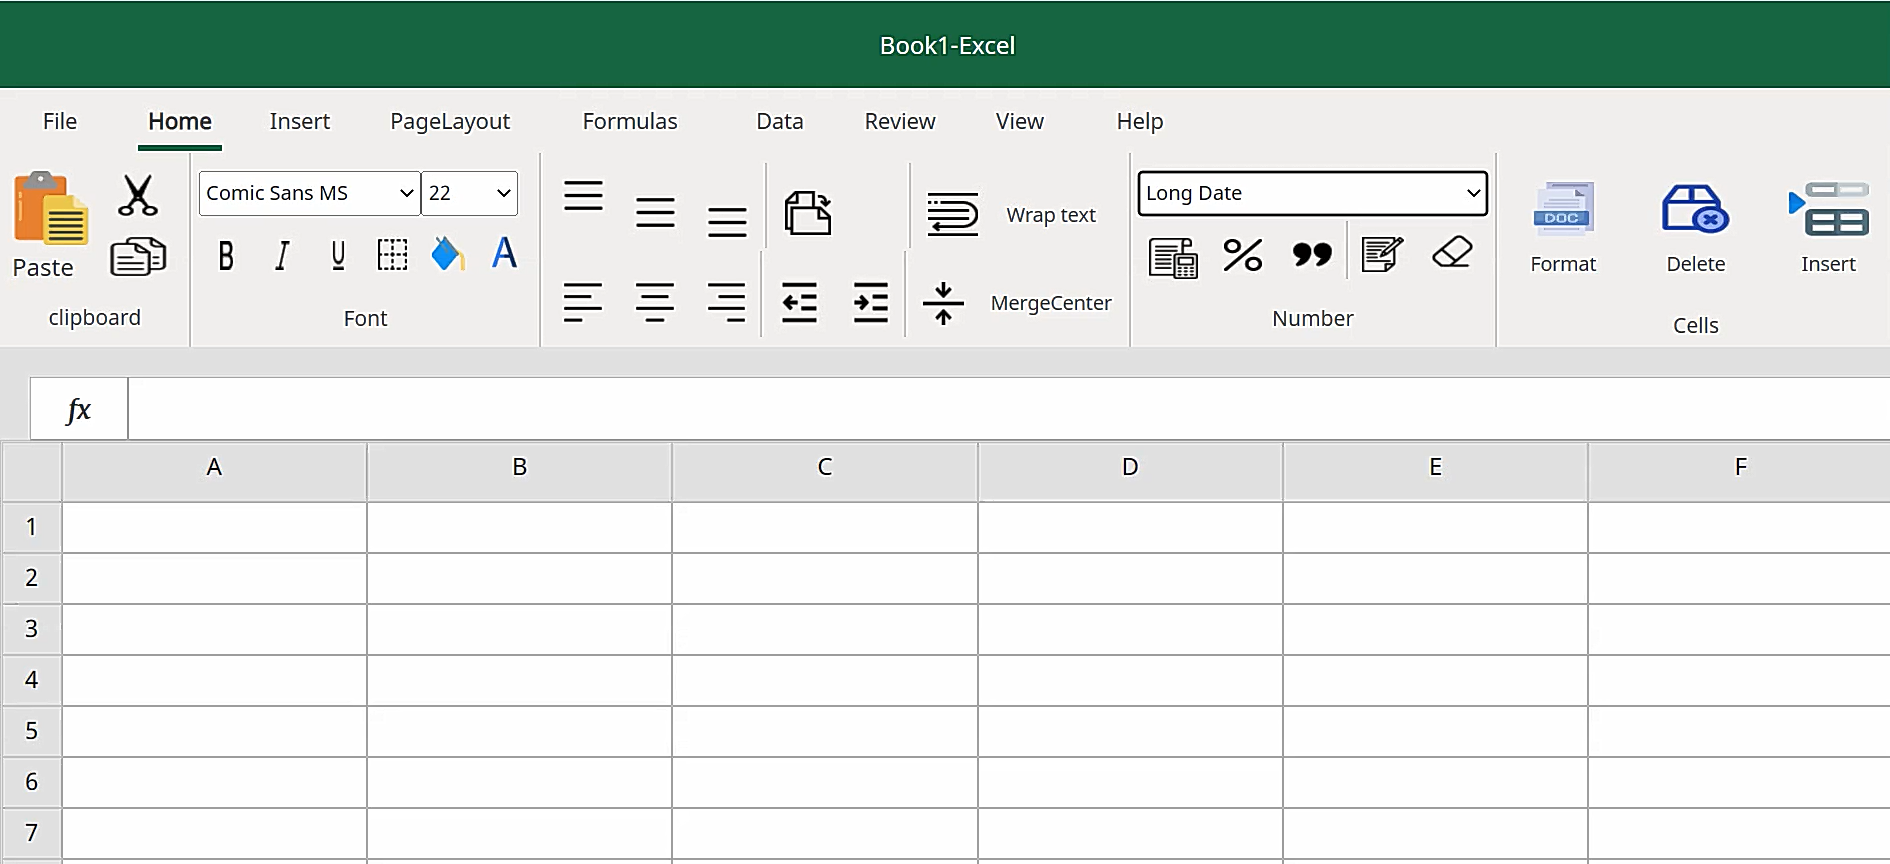 Book1-Excel
File Home Insert PageLayout Formulas Data Review View Help
Comic Sans MS 22
Long Date
Wrap text
B I U A
%
DOC
Paste
Format Delete Insert
MergeCenter
clipboard Font Number Cells
fx
A B C D E F
1
2
3
4
5
6
7